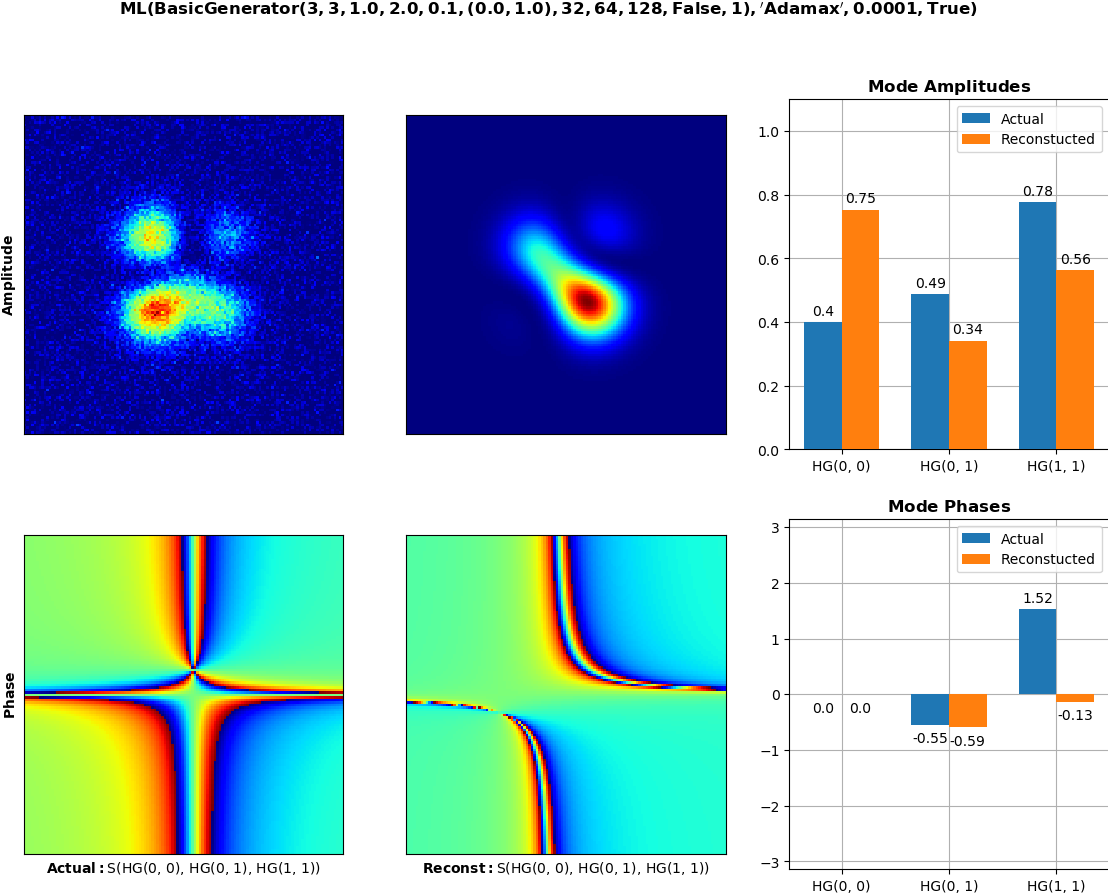 ML(BasicGenerator(3, 3, 1.0, 2.0, 0.1, (0.0, 1.0), 32, 64, 128, False, 1), ′Adamax′, 0.0001, True)
Amplitude
Mode Amplitudes
Actual
Reconstucted
1.0
0.8
0.6
0.4
0.2
0.0
0.4
0.75
0.49
0.34
0.78
0.56
HG(0, 0)
HG(0, 1)
HG(1, 1)
Phase
Actual: S(HG(0, 0), HG(0, 1), HG(1, 1))
Reconst: S(HG(0, 0), HG(0, 1), HG(1, 1))
Mode Phases
Actual
Reconstucted
3
2
1
0
−1
−2
−3
0.0
0.0
-0.55
-0.59
1.52
-0.13
HG(0, 0)
HG(0, 1)
HG(1, 1)